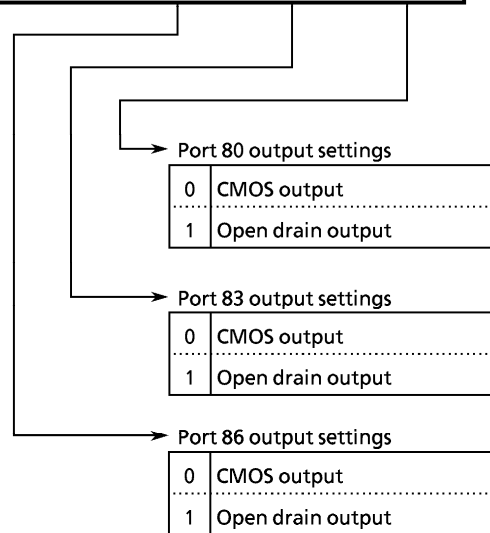 Port 80 output settings
0 CMOS output
1 Open drain output
Port 83 output settings
0 CMOS output
1 Open drain output
Port 86 output settings
0 CMOS output
1 Open drain output